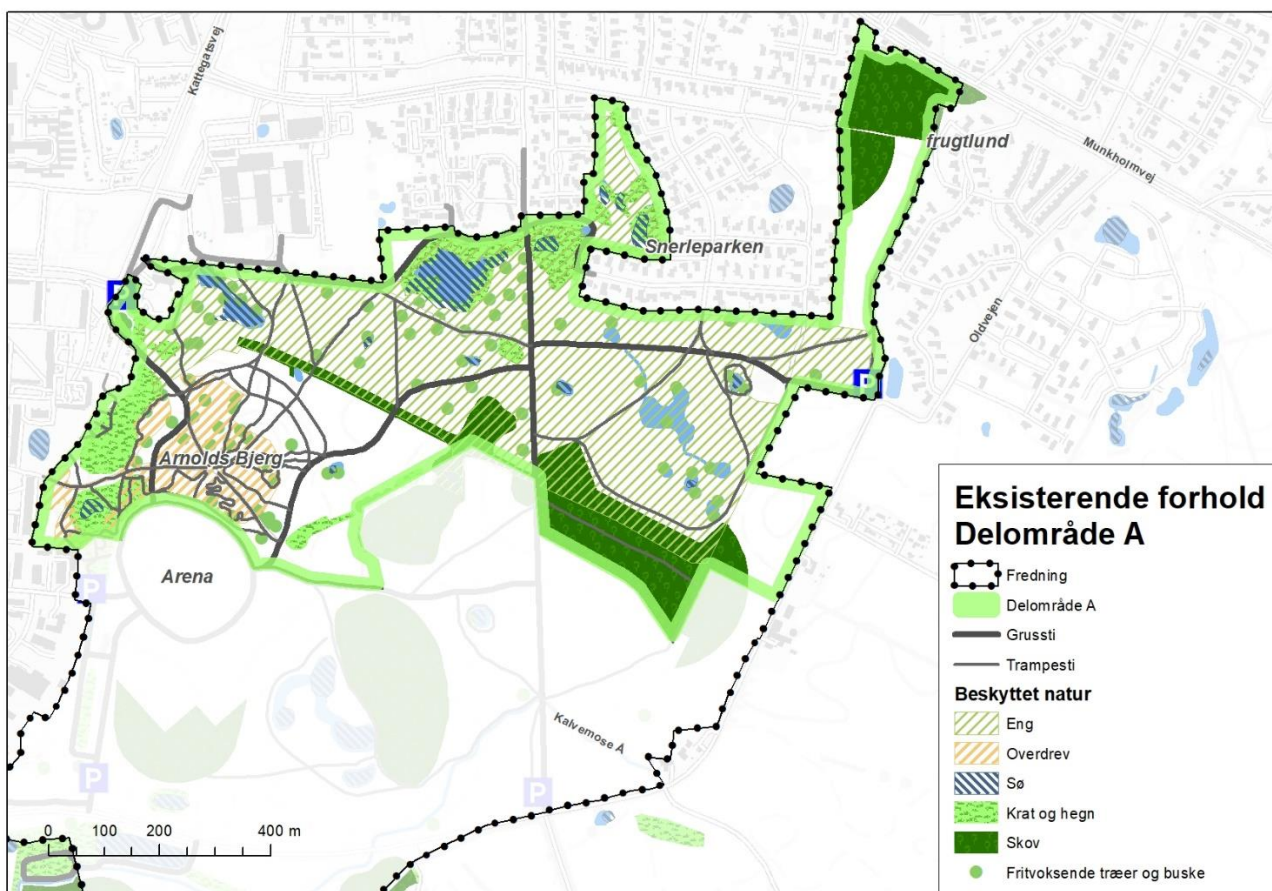 Kattegatsvej
frugtlund
Munkholmvej
Snerleparken
Oldvejen
P
P
Arnolds Bjerg
Arena
P
Kalvemose Å
P
P
0 100 200 400 m
Eksisterende forhold
Delområde A
Fredning
Delområde A
Grussti
Trampesti
Beskyttet natur
Eng
Overdrev
Sø
Krat og hegn
Skov
Fritvoksende træer og buske